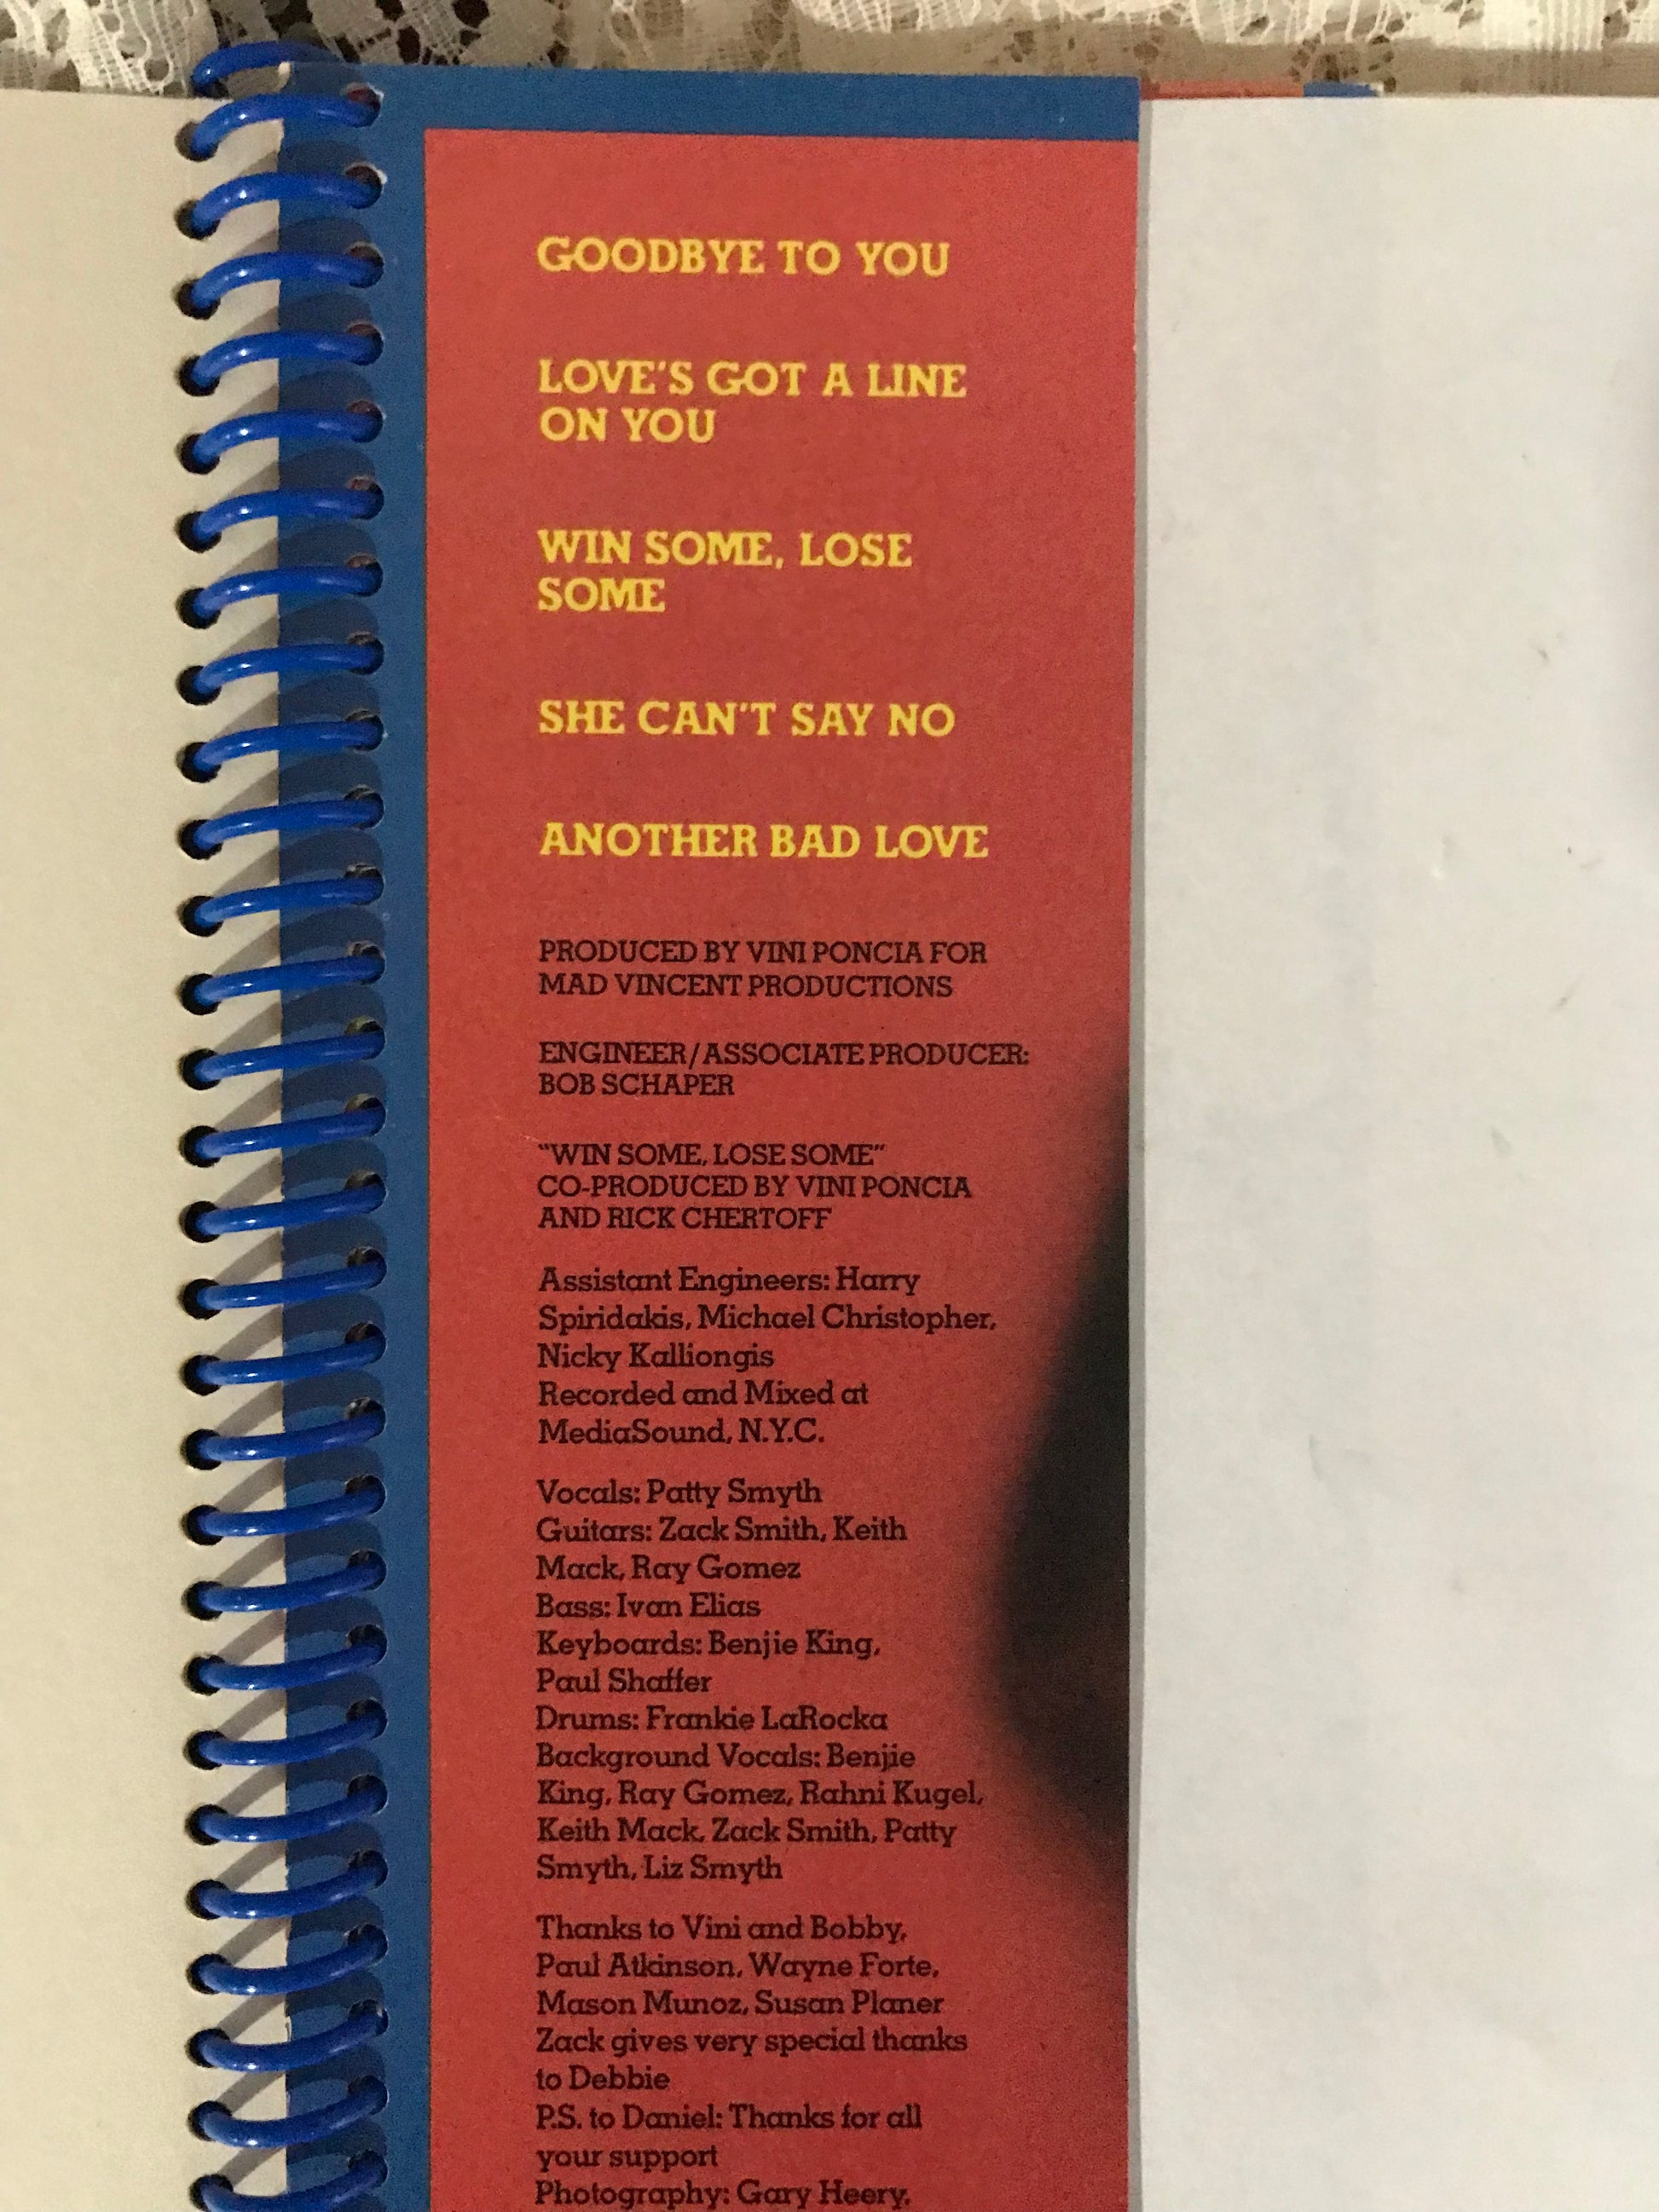 GOODBYE TO YOU
LOVE'S GOT A LINE
ON YOU
WIN SOME, LOSE
SOME
SHE CAN'T SAY NO
ANOTHER BAD LOVE
PRODUCED BY VINI PONCIA FOR
MAD VINCENT PRODUCTIONS
ENGINEER/ASSOCIATE PRODUCER:
BOB SCHAPER
"WIN SOME, LOSE SOME"
CO-PRODUCED BY VINI PONCIA
AND RICK CHERTOFF
Assistant Engineers: Harry
Spiridakis, Michael Christopher,
Nicky Kalliongis
Recorded and Mixed at
MediaSound, N.Y.C.
Vocals: Patty Smyth
Guitars: Zack Smith, Keith
Mack, Ray Gomez
Bass: Ivan Elias
Keyboards: Benjie King,
Paul Shaffer
Drums: Frankie LaRocka
Background Vocals: Benjie
King, Ray Gomez, Rahni Kugel,
Keith Mack, Zack Smith, Patty
Smyth, Liz Smyth
Thanks to Vini and Bobby,
Paul Atkinson, Wayne Forte,
Mason Munoz, Susan Planer
Zack gives very special thanks
to Debbie
P.S. to Daniel: Thanks for all
your support
Photography: Gary Heery,